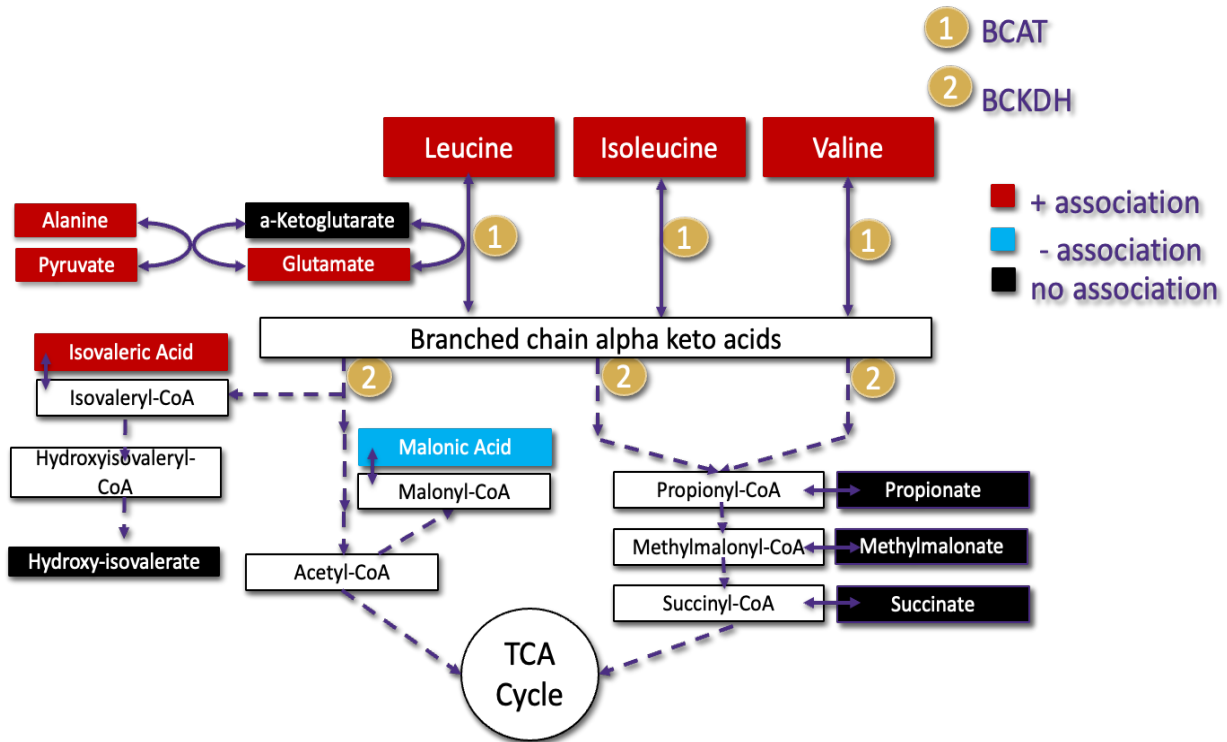 1 BCAT
2 BCKDH
Leucine
Isoleucine
Valine
+ association
- association
no association
Alanine
a-Ketoglutarate
Pyruvate
Glutamate
1
1
1
Branched chain alpha keto acids
2
2
2
Isovaleric Acid
Isovaleryl-CoA
Hydroxyisovaleryl-
CoA
Hydroxy-isovalerate
Malonic Acid
Malonyl-CoA
Acetyl-CoA
Propionyl-CoA
Propionate
Methylmalonyl-CoA
Methylmalonate
Succinyl-CoA
Succinate
TCA
Cycle